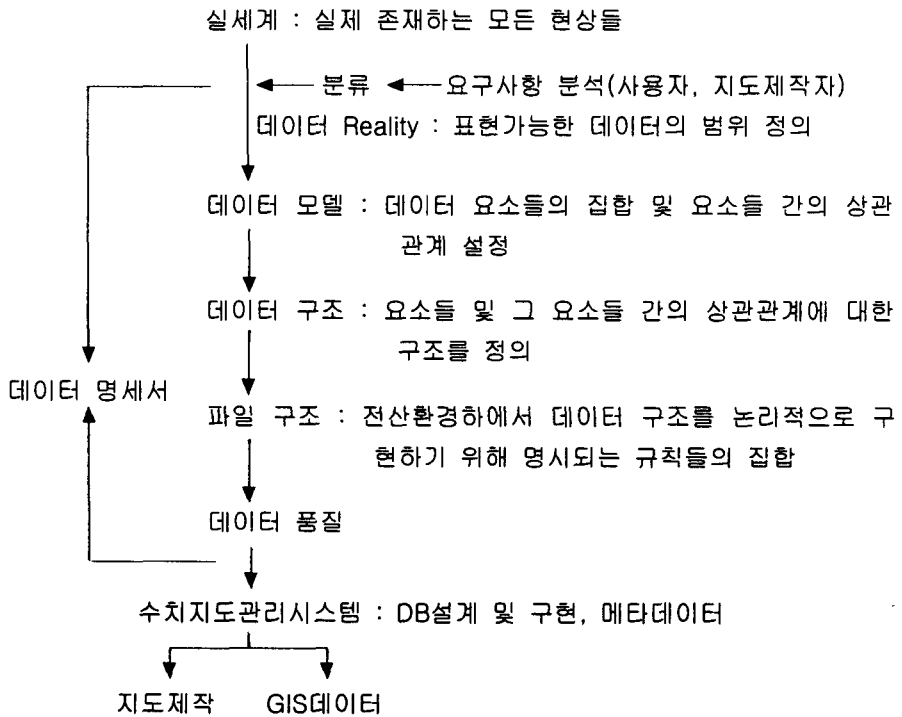 실세계 : 실제 존재하는 모든 현상들
분류
요구사항 분석(사용자, 지도제작자)
데이터 Reality : 표현가능한 데이터의 범위 정의
데이터 모델 : 데이터 요소들의 집합 및 요소들 간의 상관
관계 설정
데이터 구조 : 요소들 및 그 요소들 간의 상관관계에 대한
구조를 정의
데이터 명세서
파일 구조 : 전산환경하에서 데이터 구조를 논리적으로 구
현하기 위해 명시되는 규칙들의 집합
데이터 품질
수치지도관리시스템 : DB설계 및 구현, 메타데이터
지도제작
GIS데이터